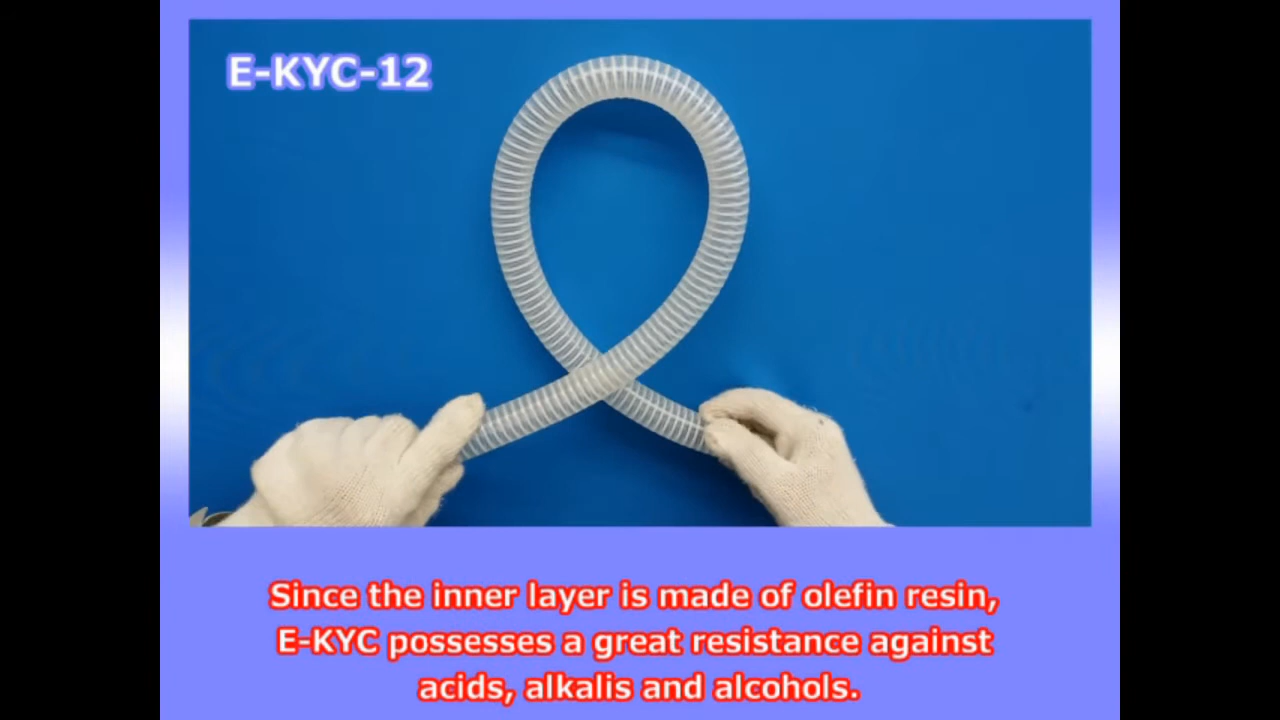 E-KYC-12
Since the inner layer is made of olefin resin,
E-KYC possesses a great resistance against
acids, alkalis and alcohols.